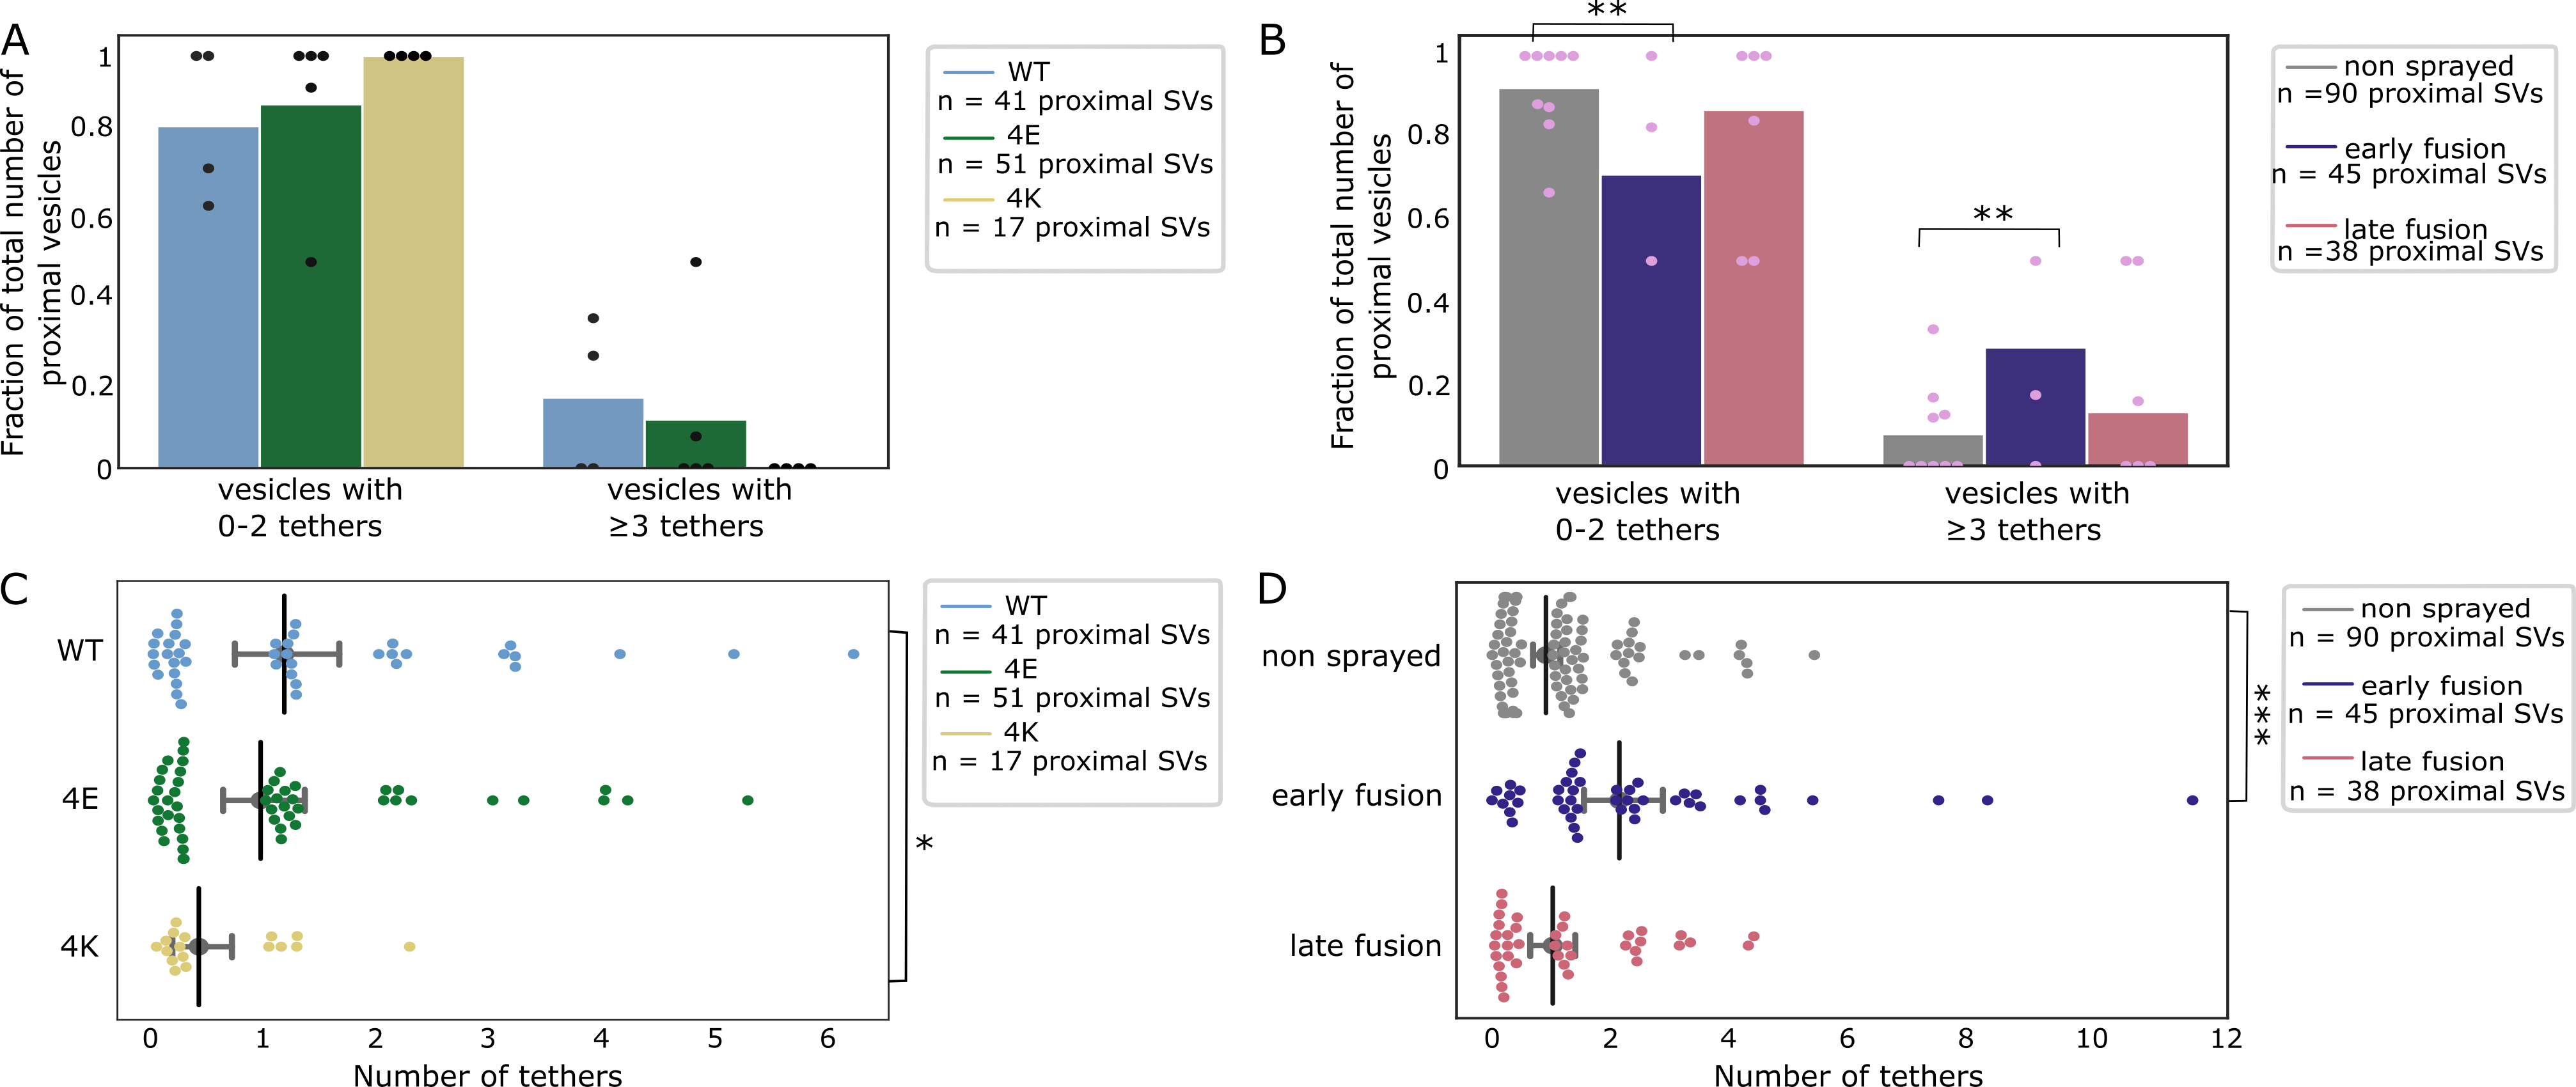 A
Fraction of total number of
proximal vesicles
1
0.8
0.6
0.4
0.2
0
vesicles with
0-2 tethers
vesicles with
≥3 tethers
WT
n = 41 proximal SVs
4E
n = 51 proximal SVs
4K
n = 17 proximal SVs
B
**
**
Fraction of total number of
proximal vesicles
1
0.8
0.6
0.4
0.2
0
vesicles with
0-2 tethers
vesicles with
≥3 tethers
non sprayed
n =90 proximal SVs
early fusion
n = 45 proximal SVs
late fusion
n =38 proximal SVs
C
WT
4E
4K
0 1 2 3 4 5 6
Number of tethers
*
WT
n = 41 proximal SVs
4E
n = 51 proximal SVs
4K
n = 17 proximal SVs
D
non sprayed
early fusion
late fusion
0 2 4 6 8 10 12
Number of tethers
***
non sprayed
n = 90 proximal SVs
early fusion
n = 45 proximal SVs
late fusion
n = 38 proximal SVs